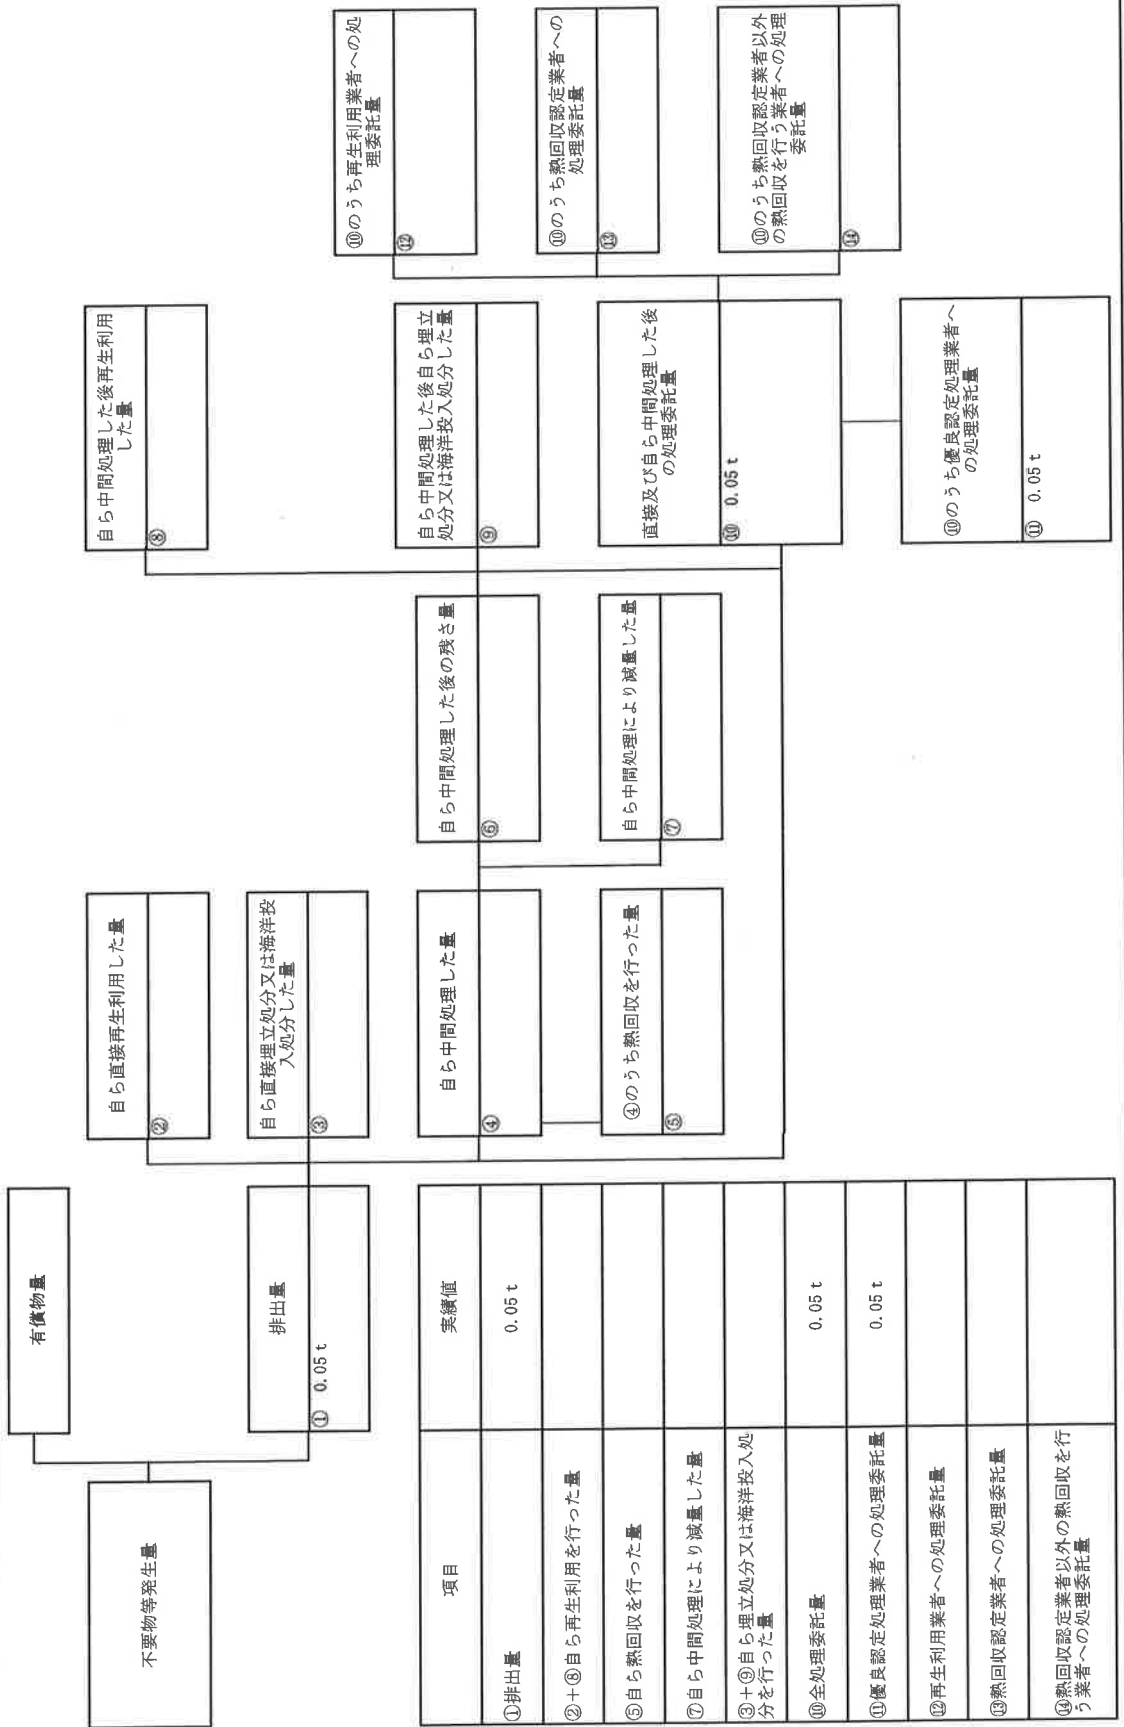 不要物等発生量
有償物量
排出量
① 0.05 t
自ら直接再生利用した量
②
自ら直接埋立処分又は海洋投
入処分した量
③
自ら中間処理した量
④
④のうち熱回収を行った量
⑤
自ら中間処理した後の残さ量
⑥
自ら中間処理により減量した量
⑦
自ら中間処理した後再生利用
した量
⑧
自ら中間処理した後自ら埋立
処分又は海洋投入処分した量
⑨
直接及び自ら中間処理した後
の処理委託量
⑩ 0.05 t
⑩のうち優良認定処理業者へ
の処理委託量
⑪ 0.05 t
⑩のうち再生利用業者への処
理委託量
⑫
⑩のうち熱回収認定業者への
処理委託量
⑬
⑩のうち熱回収認定業者以外
の熱回収を行う業者への処理
委託量
⑭
項目 実績値
①排出量 0.05 t
②+⑧自ら再生利用を行った量
⑤自ら熱回収を行った量
⑦自ら中間処理により減量した量
③+⑨自ら埋立処分又は海洋投入処
分を行った量
⑩全処理委託量 0.05 t
⑪優良認定処理業者への処理委託量 0.05 t
⑫再生利用業者への処理委託量
⑬熱回収認定業者への処理委託量
⑭熱回収認定業者以外の熱回収を行
う業者への処理委託量